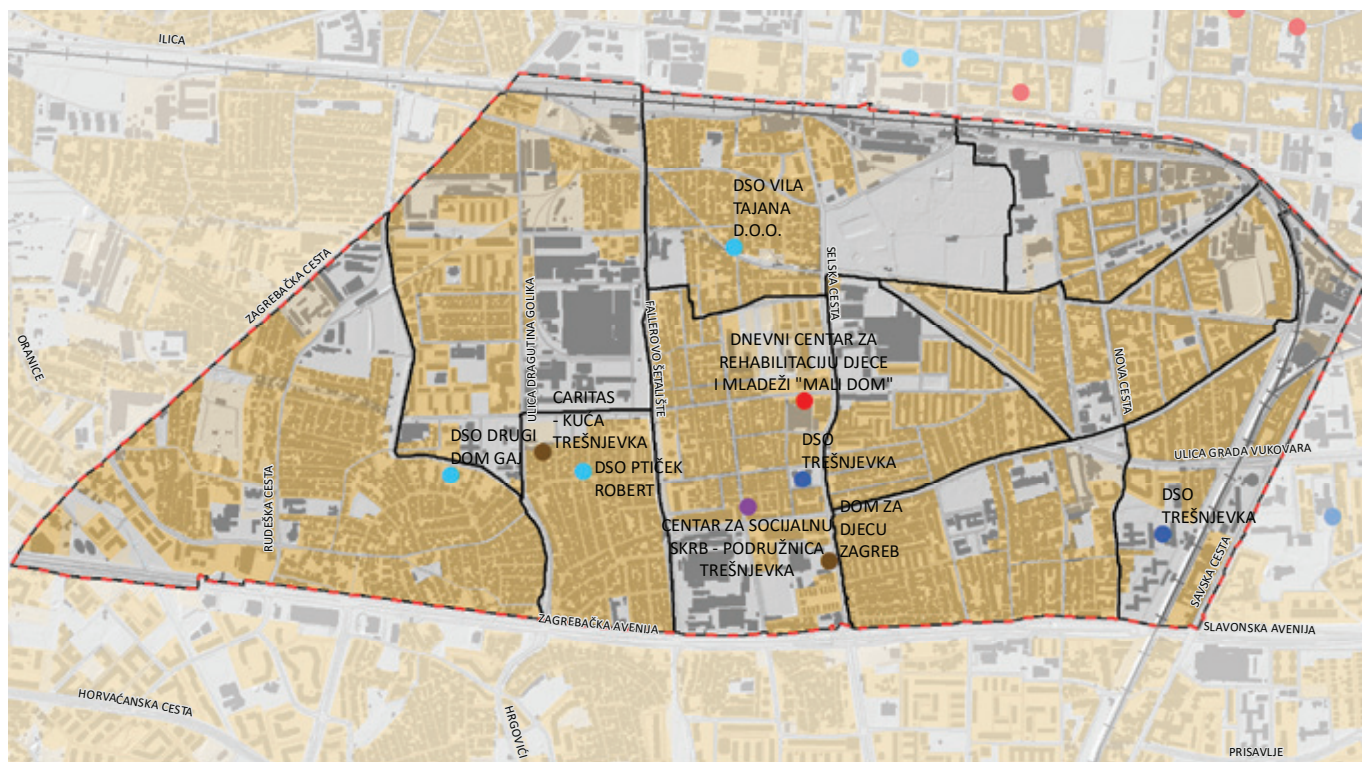 ILICA
DSO VILA
TAJANA
D.O.O.
ZAGREBAČKA CESTA
SELSKA CESTA
ULICA DRAGUTINA GOLIKA
FALLEROVO ŠETALIŠTE
ORANICE
DNEVNI CENTAR ZA
REHABILITACIJU DJECE
I MLADEŽI "MALI DOM"
NOVA CESTA
CARITAS
- KUĆA
TREŠNJEVKA
DSO DRUGI
DOM GAJ
DSO
TREŠNJEVKA
DSO PTIČEK
ROBERT
ULICA GRADA VUKOVARA
RUDEŠKA CESTA
DSO
TREŠNJEVKA
DOM ZA
DJECU
ZAGREB
CENTAR ZA SOCIJALNU
SKRB - PODRUŽNICA
TREŠNJEVKA
SAVSKA CESTA
ZAGREBAČKA AVENIJA
SLAVONSKA AVENIJA
HORVAĆANSKA CESTA
HRGOVIĆI
PRISAVLJE